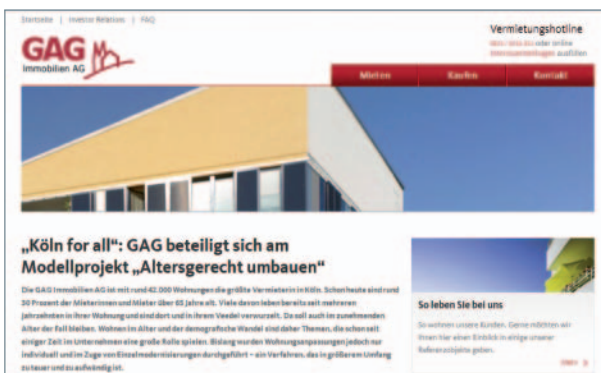 Startseite | Investor Relations | FAQ
GAG
Immobilien AG
Vermietungshotline
oder online
ausfüllen
Mieten Kaufen Kontakt
„Köln for all“: GAG beteiligt sich am
Modellprojekt „Altersgerecht umbauen“
Die GAG Immobilien AG ist mit rund 42.000 Wohnungen die größte Vermieterin in Köln. Schon heute sind rund
30 Prozent der Mieterinnen und Mieter über 65 Jahre alt. Viele davon leben bereits seit mehreren
Jahrzehnten in ihrer Wohnung und sind dort und in ihrem Veedel verwurzelt. Da soll auch im zunehmenden
Alter der Fall bleiben. Wohnen im Alter und der demografische Wandel sind daher Themen, die schon seit
einiger Zeit im Unternehmen eine große Rolle spielen. Bislang wurden Wohnungsanpassungen jedoch nur
individuell und im Zuge von Einzelmodernisierungen durchgeführt – ein Verfahren, das in größerem Umfang
zu teuer und zu aufwändig ist.
So leben Sie bei uns
So wohnen unsere Kunden. Gerne möchten wir
Ihnen hier einen Einblick in einige unserer
Referenzobjekte geben.